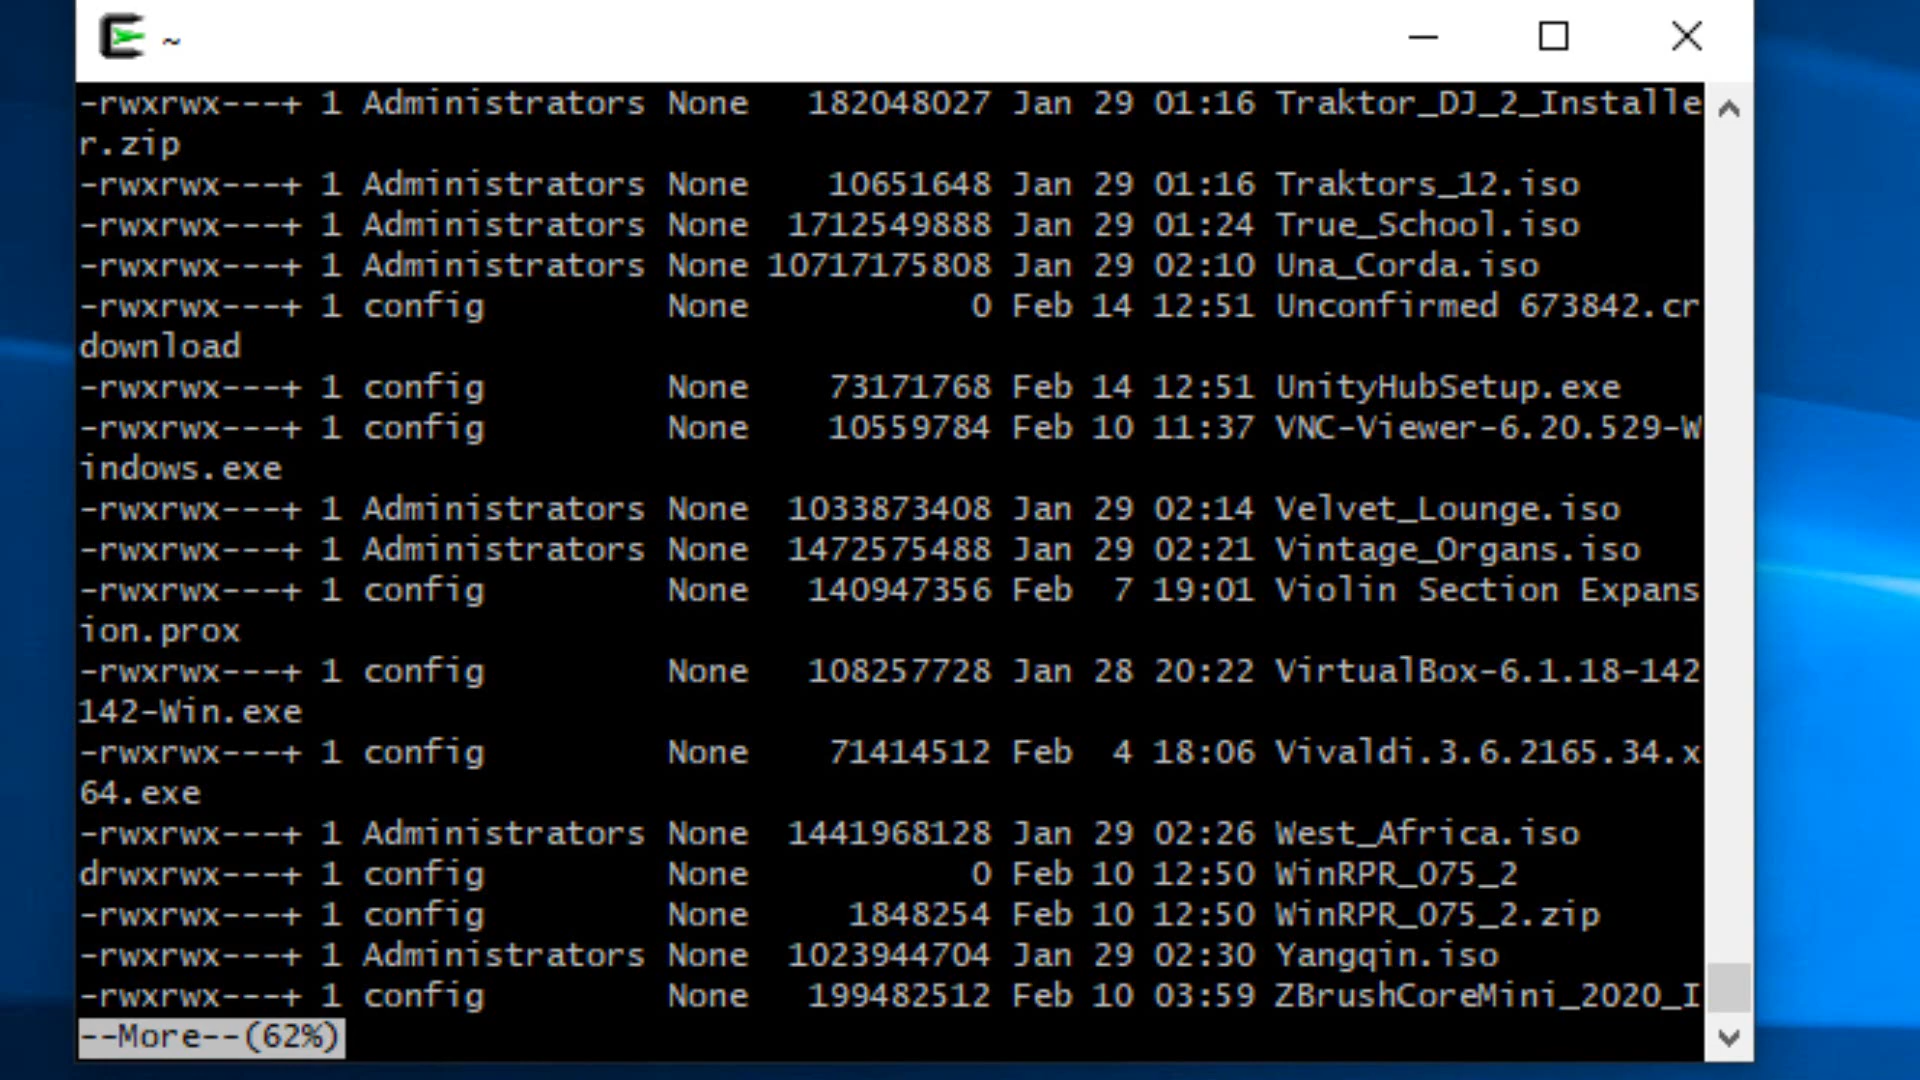 ~
-rwxrwx---+ 1 Administrators None   182048027 Jan 29 01:16 Traktor_DJ_2_Installe
r.zip
-rwxrwx---+ 1 Administrators None    10651648 Jan 29 01:16 Traktors_12.iso
-rwxrwx---+ 1 Administrators None  1712549888 Jan 29 01:24 True_School.iso
-rwxrwx---+ 1 Administrators None 10717175808 Jan 29 02:10 Una_Corda.iso
-rwxrwx---+ 1 config         None           0 Feb 14 12:51 Unconfirmed 673842.cr
download
-rwxrwx---+ 1 config         None    73171768 Feb 14 12:51 UnityHubSetup.exe
-rwxrwx---+ 1 config         None    10559784 Feb 10 11:37 VNC-Viewer-6.20.529-W
indows.exe
-rwxrwx---+ 1 Administrators None  1033873408 Jan 29 02:14 Velvet_Lounge.iso
-rwxrwx---+ 1 Administrators None  1472575488 Jan 29 02:21 Vintage_Organs.iso
-rwxrwx---+ 1 config         None   140947356 Feb  7 19:01 Violin Section Expans
ion.prox
-rwxrwx---+ 1 config         None   108257728 Jan 28 20:22 VirtualBox-6.1.18-142
142-Win.exe
-rwxrwx---+ 1 config         None    71414512 Feb  4 18:06 Vivaldi.3.6.2165.34.x
64.exe
-rwxrwx---+ 1 Administrators None  1441968128 Jan 29 02:26 West_Africa.iso
drwxrwx---+ 1 config         None           0 Feb 10 12:50 WinRPR_075_2
-rwxrwx---+ 1 config         None     1848254 Feb 10 12:50 WinRPR_075_2.zip
-rwxrwx---+ 1 Administrators None  1023944704 Jan 29 02:30 Yangqin.iso
-rwxrwx---+ 1 config         None   199482512 Feb 10 03:59 ZBrushCoreMini_2020_I
--More--(62%)